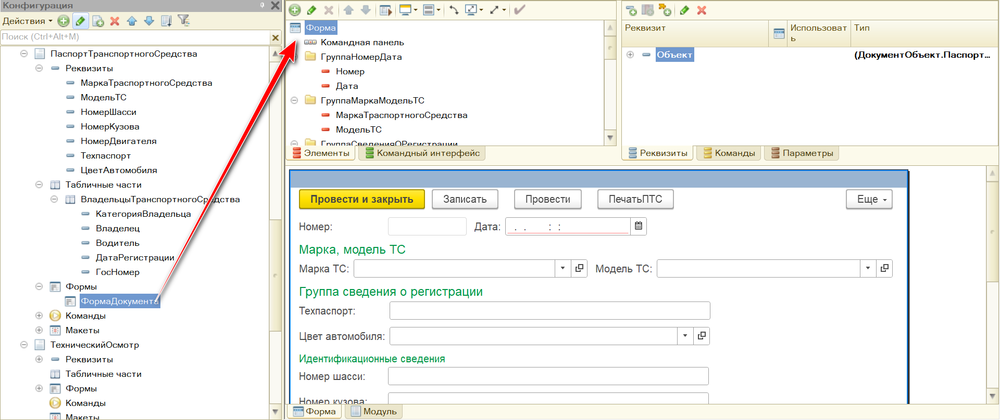 Конфигурация
Действия
Поиск (Ctrl+Alt+M)
ПаспортТранспортногоСредства
Реквизиты
МаркаТраспортногоСредства
МодельТС
НомерШасси
НомерКузова
НомерДвигателя
Техпаспорт
ЦветАвтомобиля
Табличные части
ВладельцыТранспортногоСредства
КатегорияВладельца
Владелец
Водитель
ДатаРегистрации
ГосНомер
Формы
ФормаДокумента
Команды
Макеты
ТехническийОсмотр
Реквизиты
Табличные части
Формы
Команды
Макеты
Форма
Командная панель
ГруппаНомерДата
Номер
Дата
ГруппаМаркаМодельТС
МаркаТраспортногоСредства
МодельТС
ГруппаСведенияОРегистрации
Элементы Командный интерфейс
Реквизит Использоват
ь Тип
Объект (ДокументОбъект.Паспорт...
Реквизиты Команды Параметры
Провести и закрыть Записать Провести ПечатьПТС Еще
Номер: Дата: . . : :
Марка, модель ТС
Марка ТС: Модель ТС:
Группа сведения о регистрации
Техпаспорт:
Цвет автомобиля:
Идентификационные сведения
Номер шасси:
Номер кузова:
Форма Модуль